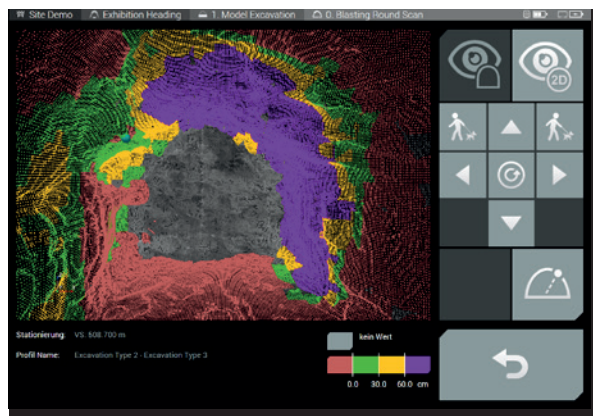 Site Demo   Exhibition Heading   1. Model Excavation   0. Blasting Round Scan
2D
Stationierung:   VS. 508.700 m
Profil Name:   Excavation Type 2 - Excavation Type 3
kein Wert
0.0   30.0   60.0   cm